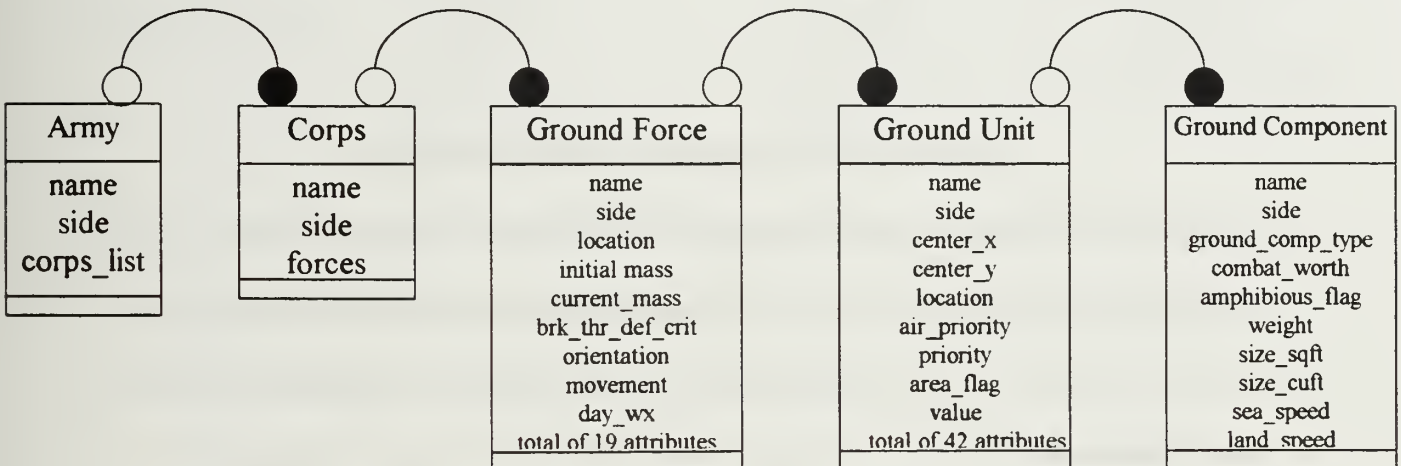 Army
name
side
corps_list
Corps
name
side
forces
Ground Force
name
side
location
initial mass
current_mass
brk_thr_def_crit
orientation
movement
day_wx
total of 19 attributes
Ground Unit
name
side
center_x
center_y
location
air_priority
priority
area_flag
value
total of 42 attributes
Ground Component
name
side
ground_comp_type
combat_worth
amphibious_flag
weight
size_sqft
size_cuft
sea_speed
land_speed